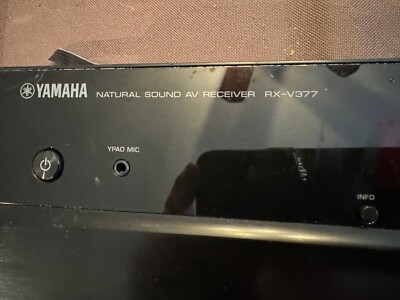 YAMAHA NATURAL SOUND AV RECEIVER RX-V377
YPAO MIC
INFO